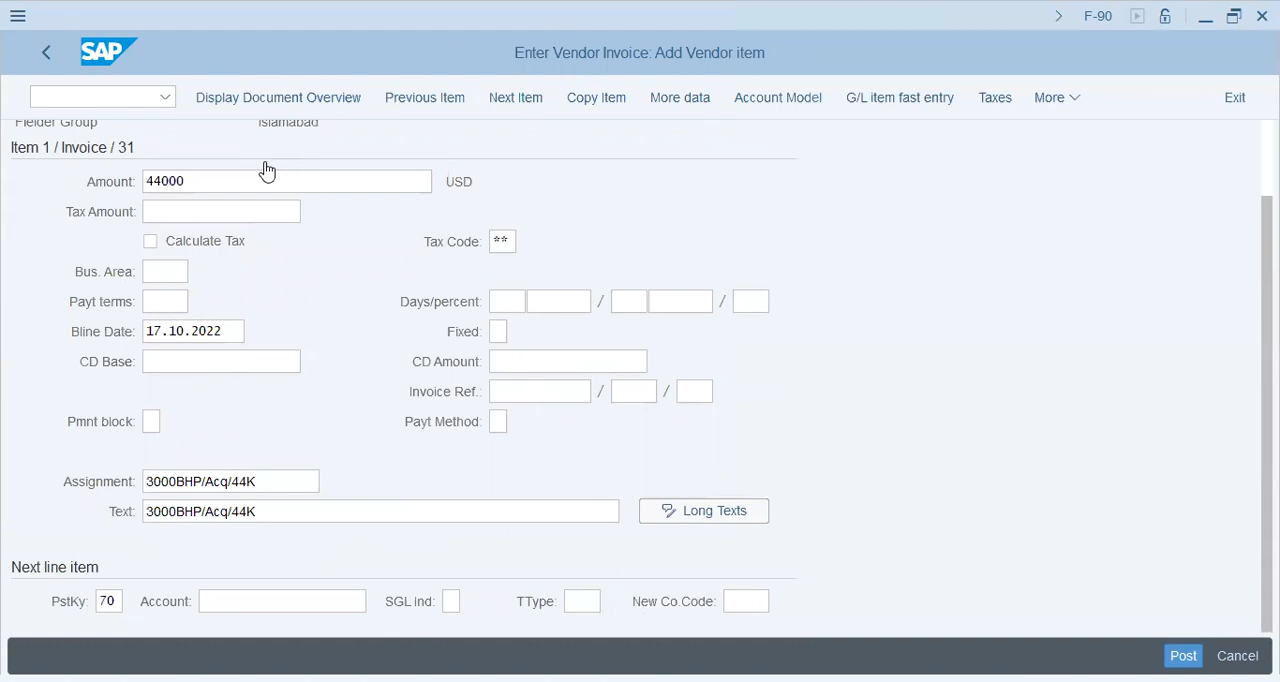 F-90
SAP Enter Vendor Invoice: Add Vendor item
Display Document Overview Previous Item Next Item Copy Item More data Account Model G/L item fast entry Taxes More Exit
Fielder Group Islamabad
Item 1 / Invoice / 31
Amount: 44000 USD
Tax Amount:
Calculate Tax Tax Code: **
Bus. Area:
Payt terms: Days/percent: / /
Bline Date: 17.10.2022 Fixed:
CD Base: CD Amount:
Invoice Ref.: / /
Pmnt block: Payt Method:
Assignment: 3000BHP/Acq/44K
Text: 3000BHP/Acq/44K Long Texts
Next line item
PstKy: 70 Account: SGL Ind: TType: New Co.Code:
Post Cancel